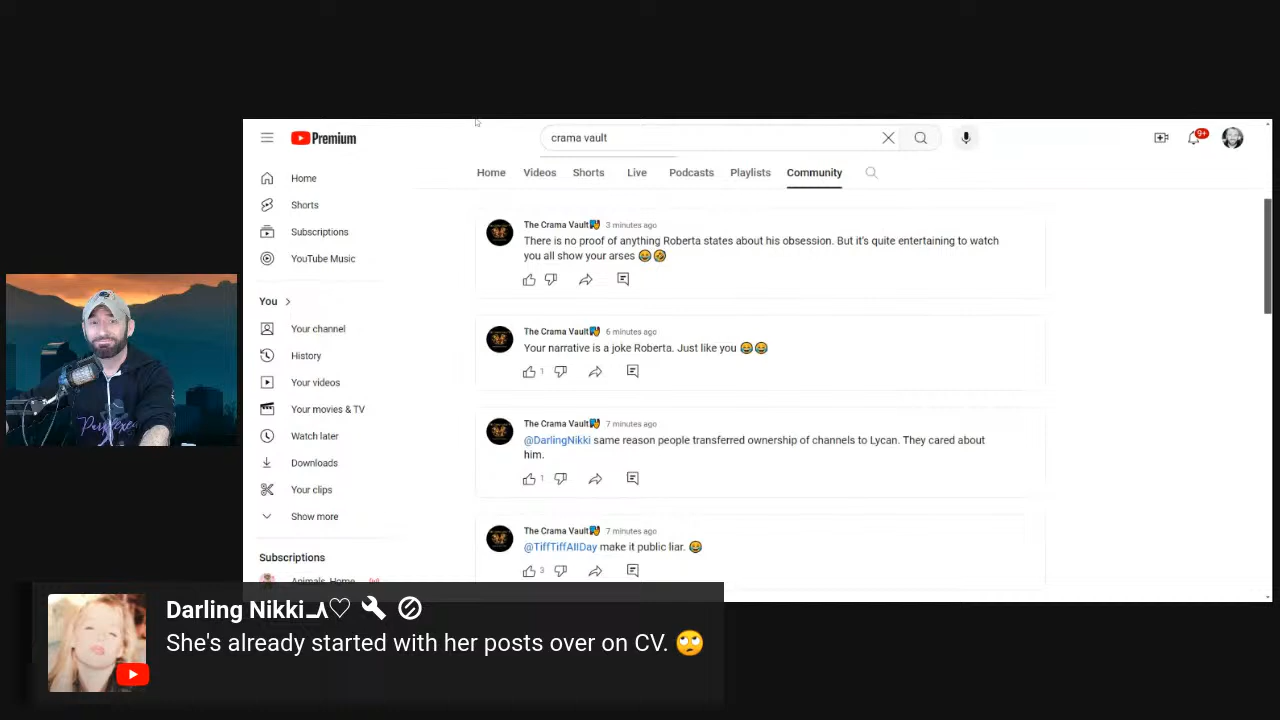 Premium
crama vault
9+
Home
Videos
Shorts
Live
Podcasts
Playlists
Community
Home
Shorts
Subscriptions
YouTube Music
You
Your channel
History
Your videos
Your movies & TV
Watch later
Downloads
Your clips
Show more
Subscriptions
Animals Home
The Crama Vault 3 minutes ago
There is no proof of anything Roberta states about his obsession. But it's quite entertaining to watch
you all show your arses 😂🤣
The Crama Vault 6 minutes ago
Your narrative is a joke Roberta. Just like you 😂😂
1
The Crama Vault 7 minutes ago
@DarlingNikki same reason people transferred ownership of channels to Lycan. They cared about
him.
1
The Crama Vault 7 minutes ago
@TiffTiffAllDay make it public liar. 😂
3
Darling Nikki ♡ 🔧
She's already started with her posts over on CV. 🙄